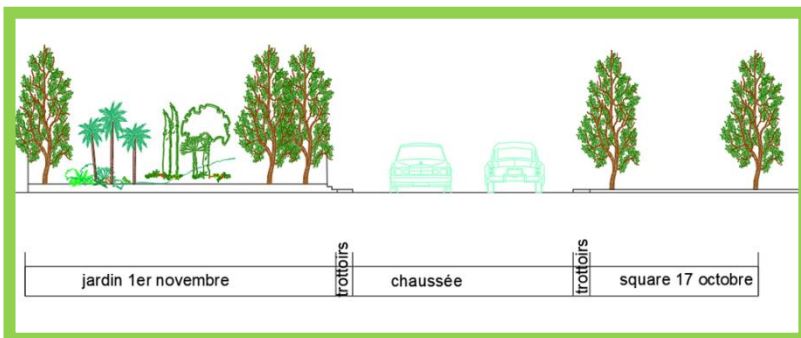 jardin 1er novembre
trottoirs
chaussée
trottoirs
square 17 octobre